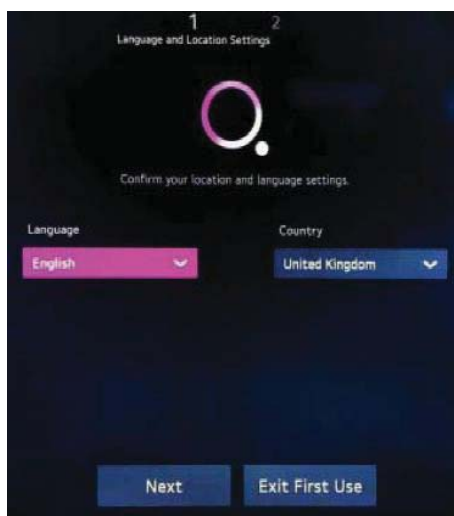 1 2
Language and Location Settings
Confirm your location and language settings.
Language Country
English United Kingdom
Next Exit First Use